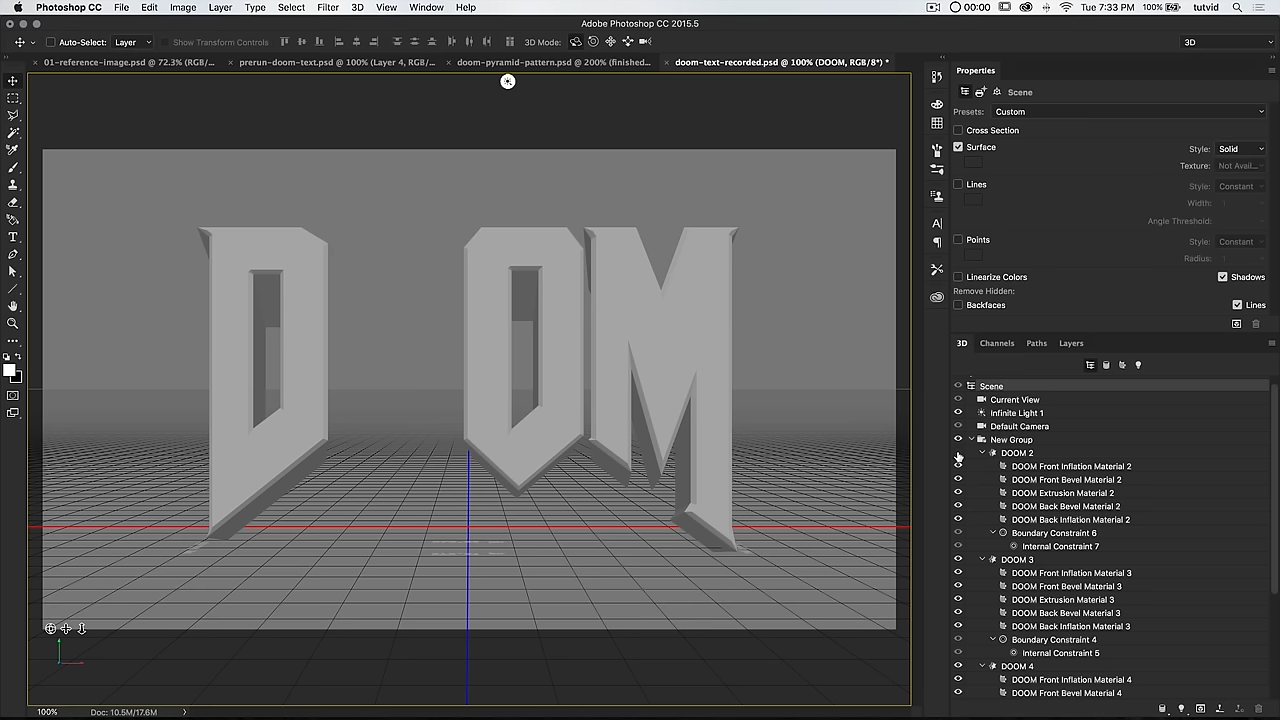 Photoshop CC File Edit Image Layer Type Select Filter 3D View Window Help 00:00 Tue 7:33 PM 100% tutvid
Adobe Photoshop CC 2015.5
Auto-Select: Layer Show Transform Controls 3D Mode: 3D
01-reference-image.psd @ 72.3% (RGB/... prerun-doom-text.psd @ 100% (Layer 4, RGB/... doom-pyramid-pattern.psd @ 200% (finished... doom-text-recorded.psd @ 100% (DOOM, RGB/8*) *
Properties
Scene
Presets: Custom
Cross Section
Surface Style: Solid
Texture: Not Avail...
Lines Style: Constant
Width: 1
Angle Threshold:
Points Style: Constant
Radius: 1
Linearize Colors Shadows
Remove Hidden:
Backfaces Lines
3D Channels Paths Layers
Scene
Current View
Infinite Light 1
Default Camera
New Group
DOOM 2
DOOM Front Inflation Material 2
DOOM Front Bevel Material 2
DOOM Extrusion Material 2
DOOM Back Bevel Material 2
DOOM Back Inflation Material 2
Boundary Constraint 6
Internal Constraint 7
DOOM 3
DOOM Front Inflation Material 3
DOOM Front Bevel Material 3
DOOM Extrusion Material 3
DOOM Back Bevel Material 3
DOOM Back Inflation Material 3
Boundary Constraint 4
Internal Constraint 5
DOOM 4
DOOM Front Inflation Material 4
DOOM Front Bevel Material 4
D OM
100% Doc: 10.5M/17.6M